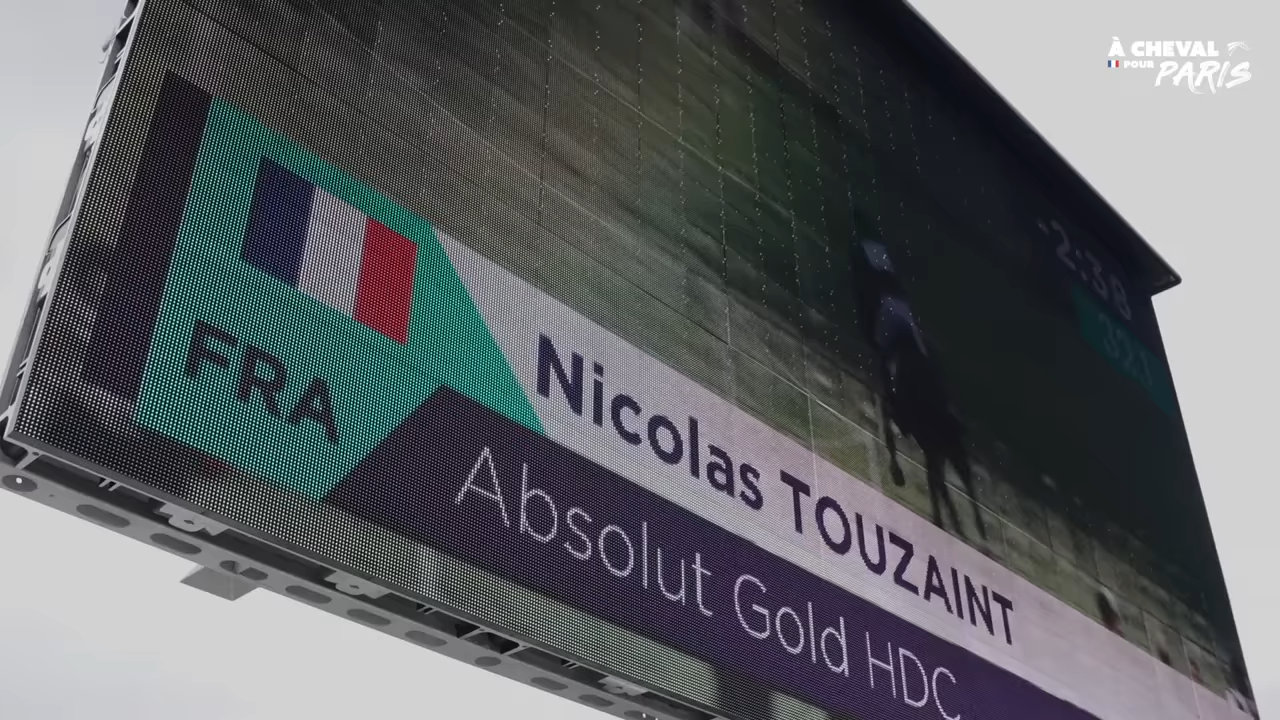 À CHEVAL
POUR PARIS
2:38
FRA
Nicolas TOUZAINT
Absolut Gold HDC